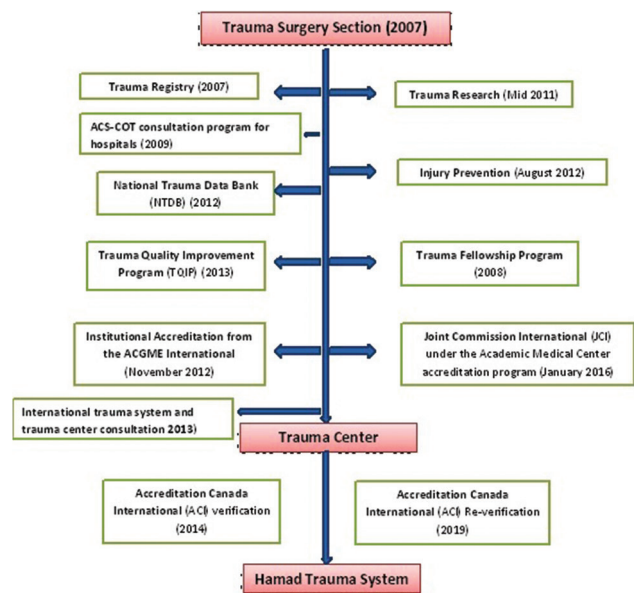 Trauma Surgery Section (2007)
Trauma Registry (2007)
Trauma Research (Mid 2011)
ACS-COT consultation program for
hospitals (2009)
Injury Prevention (August 2012)
National Trauma Data Bank
(NTDB) (2012)
Trauma Quality Improvement
Program (TQIP) (2013)
Trauma Fellowship Program
(2008)
Institutional Accreditation from
the ACGME International
(November 2012)
Joint Commission International (JCI)
under the Academic Medical Center
accreditation program (January 2016)
International trauma system and
trauma center consultation 2013)
Trauma Center
Accreditation Canada
International (ACI) verification
(2014)
Accreditation Canada
International (ACI) Re-verification
(2019)
Hamad Trauma System